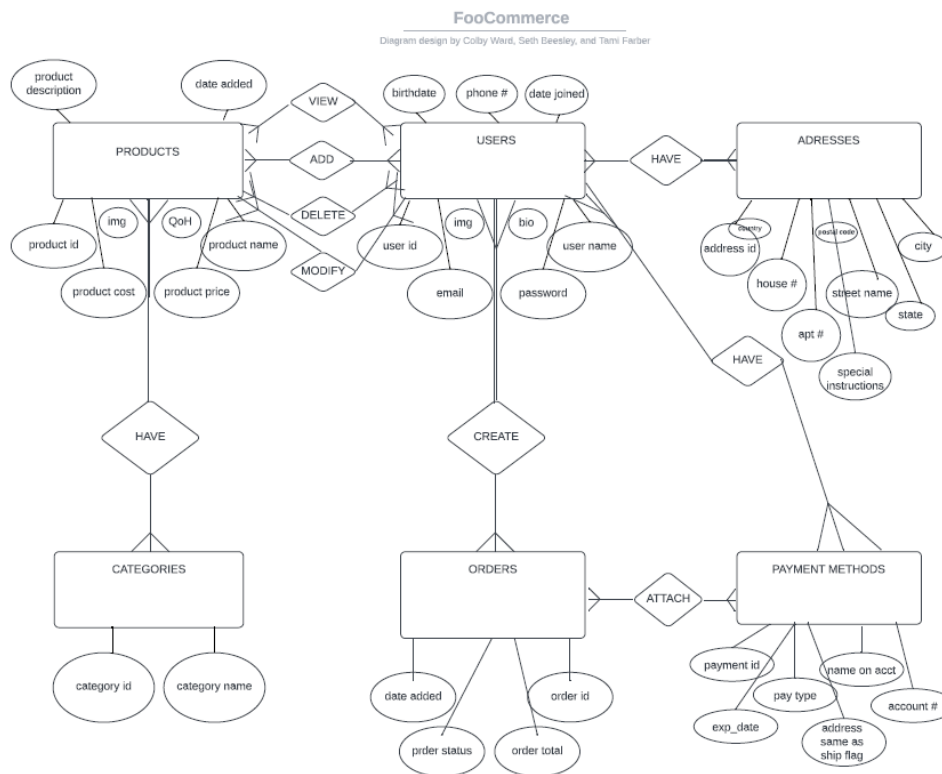 FooCommerce
Diagram design by Colby Ward, Seth Beesley, and Tami Farber
product
description
date added
VIEW
birthdate
phone #
date joined
PRODUCTS
ADD
USERS
HAVE
ADRESSES
DELETE
MODIFY
img
QoH
product id
product name
product cost
product price
user id
img
bio
user name
email
password
country
address id
postal code
city
house #
street name
state
apt #
special
instructions
HAVE
HAVE
CREATE
CATEGORIES
ORDERS
ATTACH
PAYMENT METHODS
category id
category name
date added
order id
prder status
order total
payment id
name on acct
pay type
account #
exp_date
address
same as
ship flag